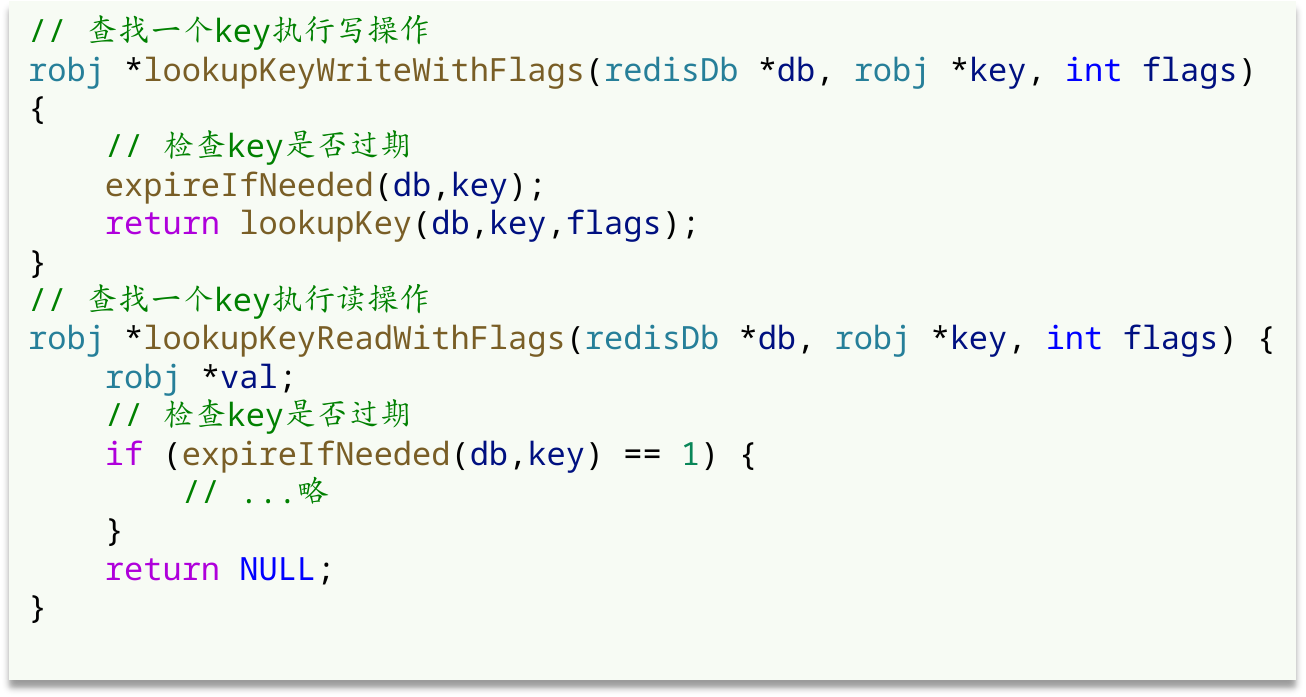 // 查找一个key执行写操作
robj *lookupKeyWriteWithFlags(redisDb *db, robj *key, int flags)
{
    // 检查key是否过期
    expireIfNeeded(db,key);
    return lookupKey(db,key,flags);
}
// 查找一个key执行读操作
robj *lookupKeyReadWithFlags(redisDb *db, robj *key, int flags) {
    robj *val;
    // 检查key是否过期
    if (expireIfNeeded(db,key) == 1) {
        // ...略
    }
    return NULL;
}